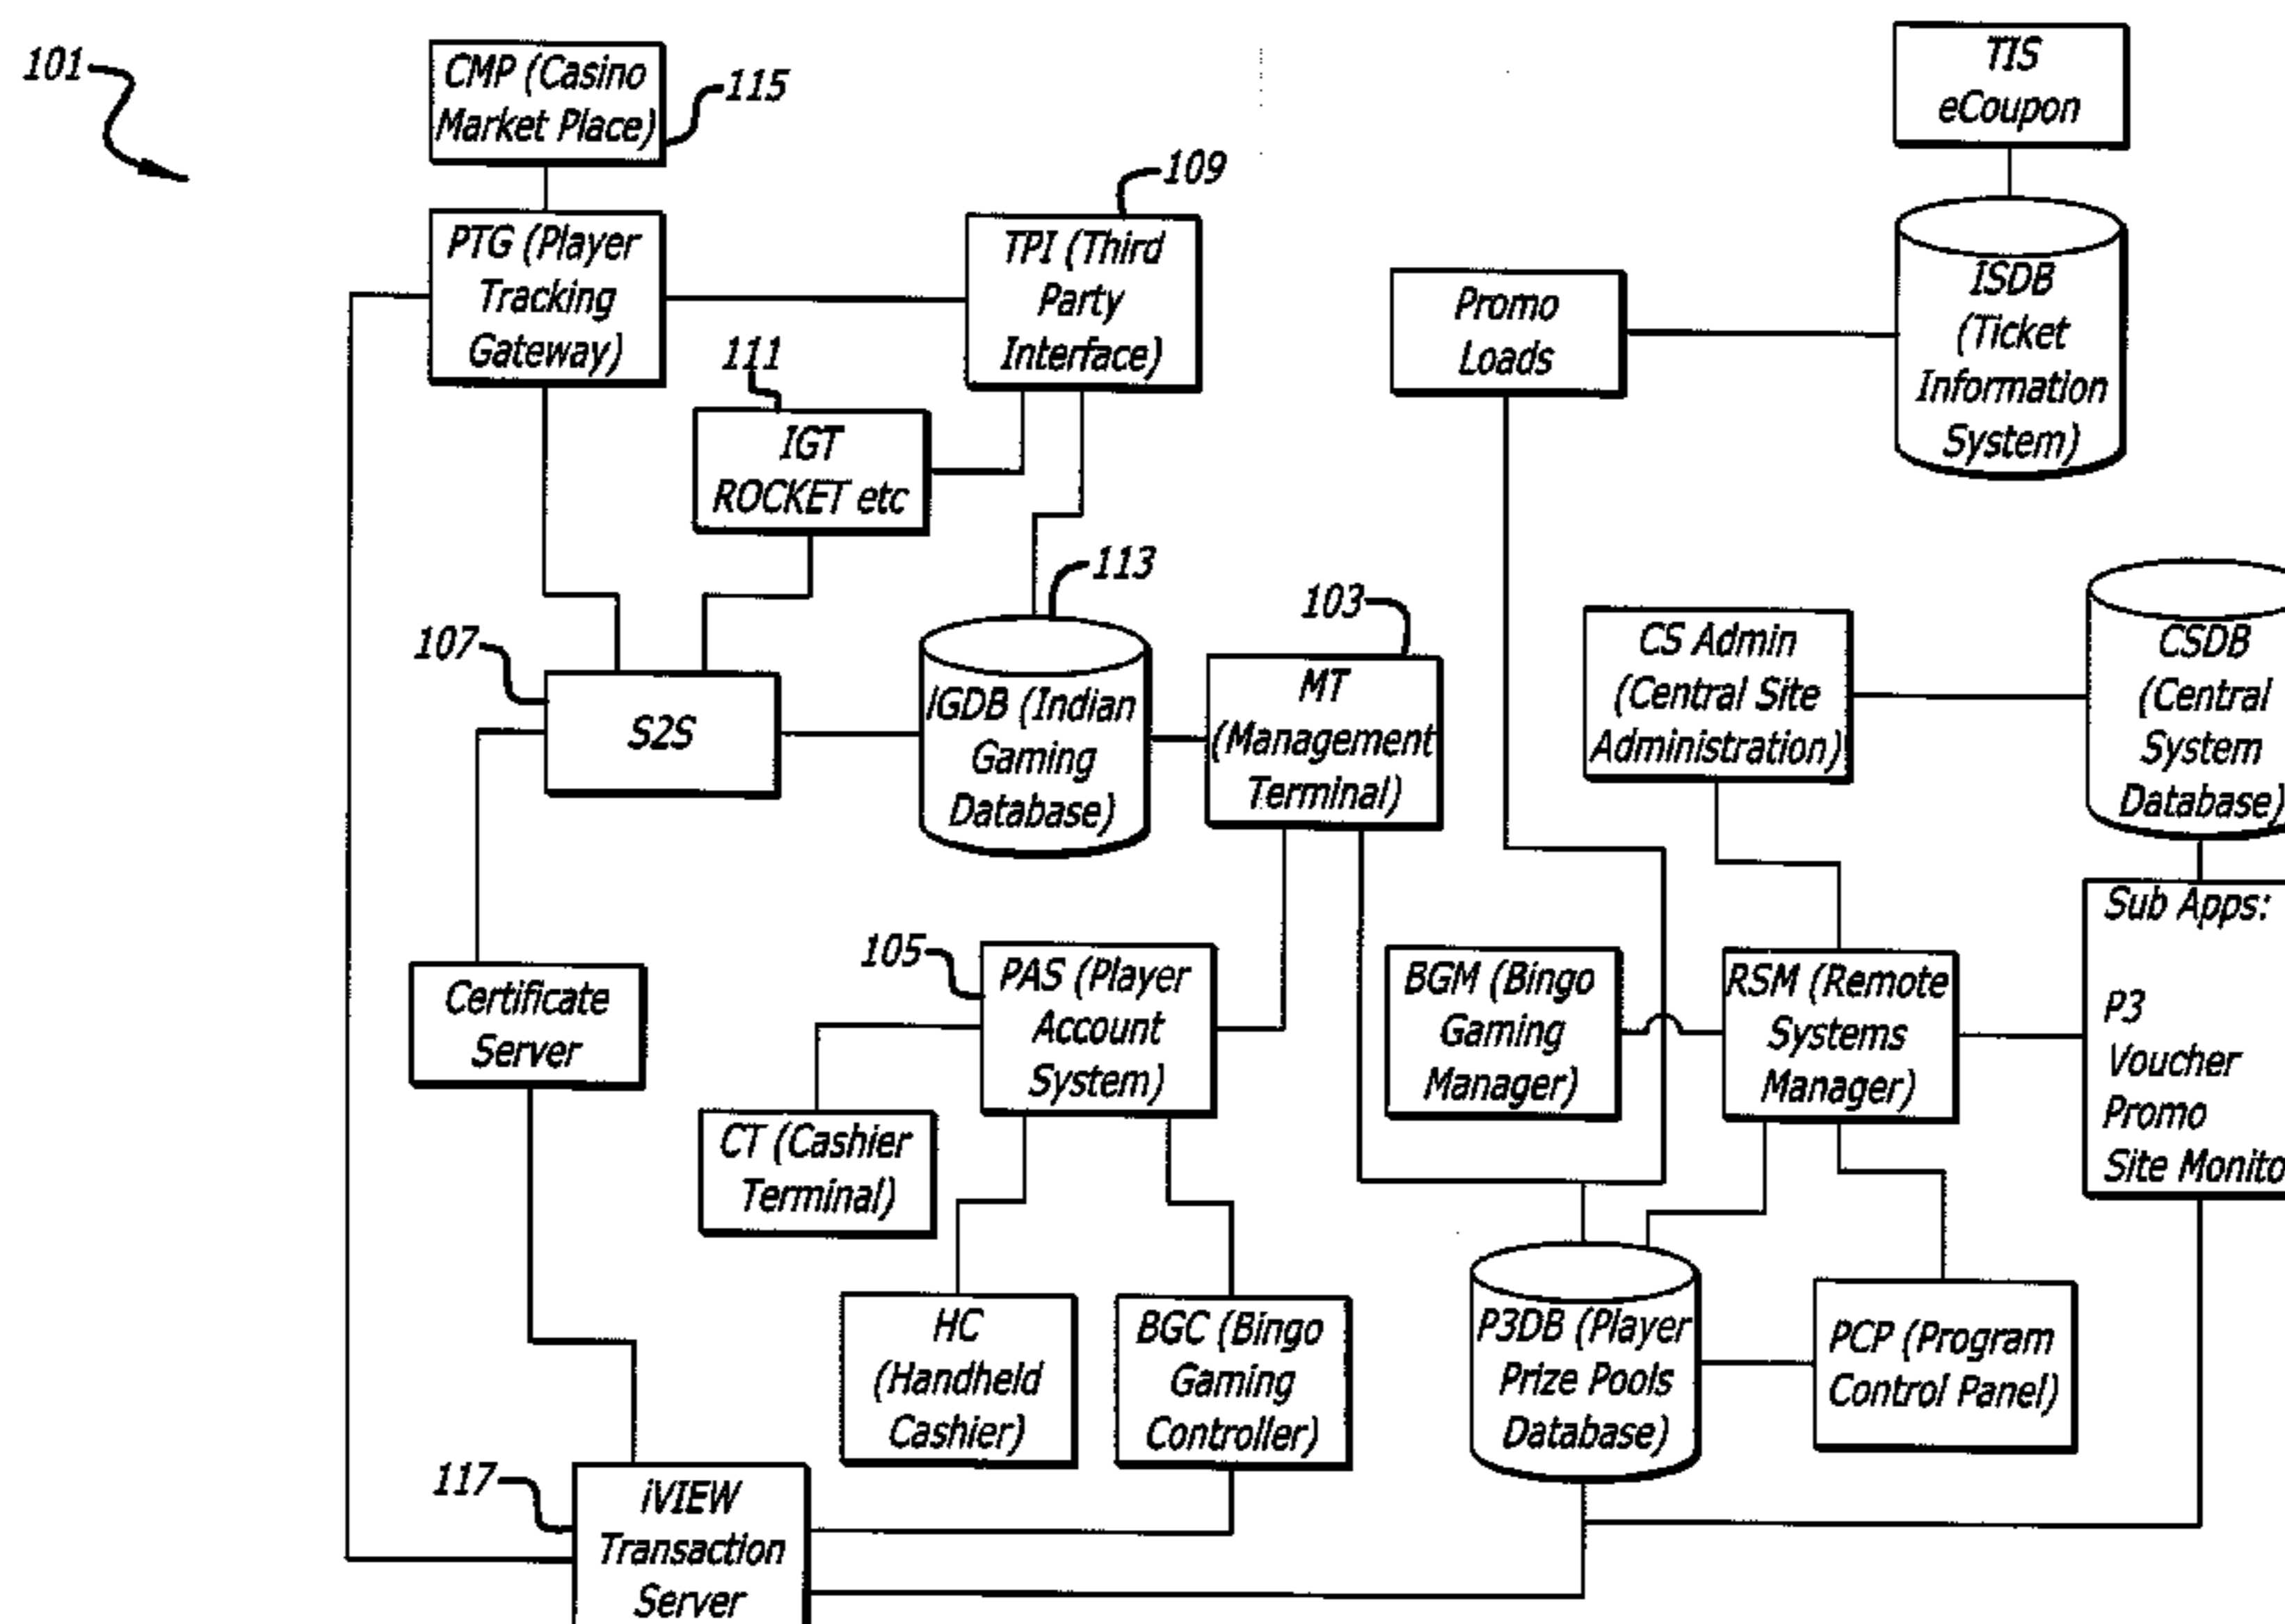 101
CMP (Casino
Market Place)
115
TIS
eCoupon
109
PTG (Player
Tracking
Gateway)
TPI (Third
Party
Interface)
Promo
Loads
ISDB
(Ticket
Information
System)
111
IGT
ROCKET etc
113
103
107
S2S
IGDB (Indian
Gaming
Database)
MT
(Management
Terminal)
CS Admin
(Central Site
Administration)
CSDB
(Central
System
Database)
Sub Apps:
P3
Voucher
Promo
Site Monito
Certificate
Server
105
PAS (Player
Account
System)
BGM (Bingo
Gaming
Manager)
RSM (Remote
Systems
Manager)
CT (Cashier
Terminal)
HC
(Handheld
Cashier)
BGC (Bingo
Gaming
Controller)
P3DB (Player
Prize Pools
Database)
PCP (Program
Control Panel)
117
iVIEW
Transaction
Server